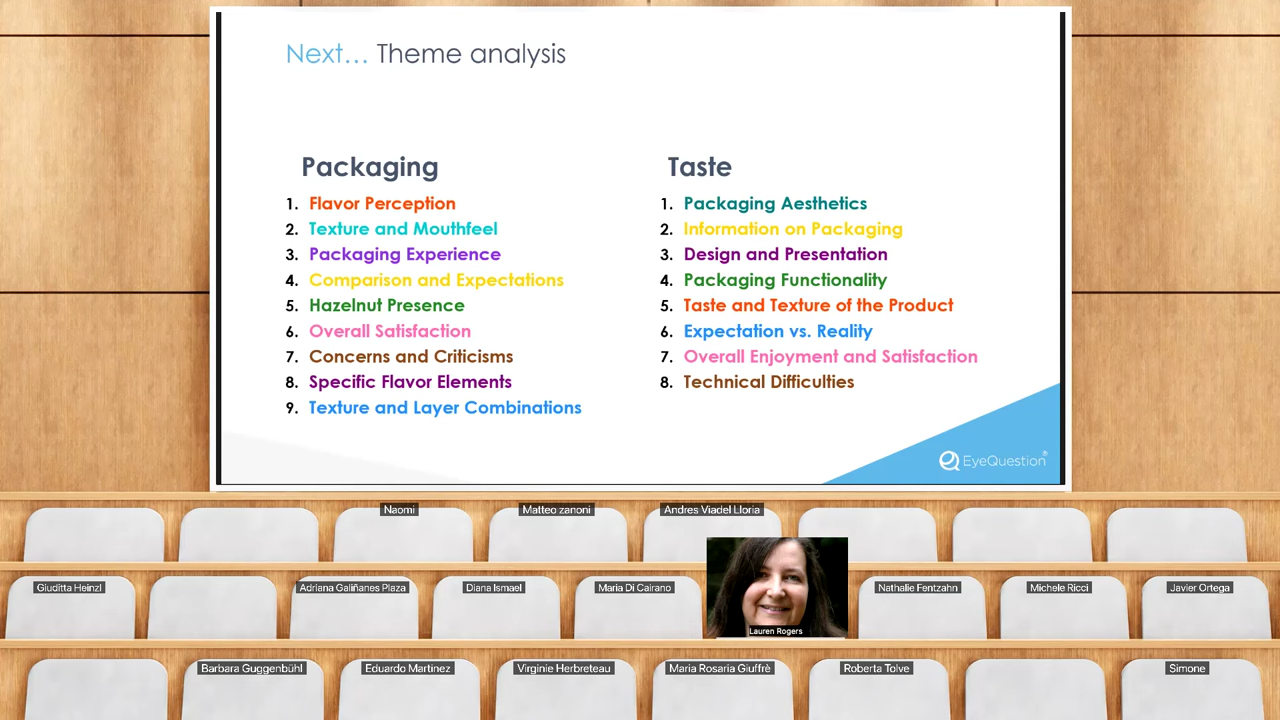 Next... Theme analysis
Packaging
1. Flavor Perception
2. Texture and Mouthfeel
3. Packaging Experience
4. Comparison and Expectations
5. Hazelnut Presence
6. Overall Satisfaction
7. Concerns and Criticisms
8. Specific Flavor Elements
9. Texture and Layer Combinations
Taste
1. Packaging Aesthetics
2. Information on Packaging
3. Design and Presentation
4. Packaging Functionality
5. Taste and Texture of the Product
6. Expectation vs. Reality
7. Overall Enjoyment and Satisfaction
8. Technical Difficulties
EyeQuestion®
Naomi
Matteo zanoni
Andres Viadel Lloria
Giuditta Heinzl
Adriana Galiñanes Plaza
Diana Ismael
Maria Di Cairano
Lauren Rogers
Nathalie Fentzahn
Michele Ricci
Javier Ortega
Barbara Guggenbühl
Eduardo Martinez
Virginie Herbreteau
Maria Rosaria Giuffrè
Roberta Tolve
Simone